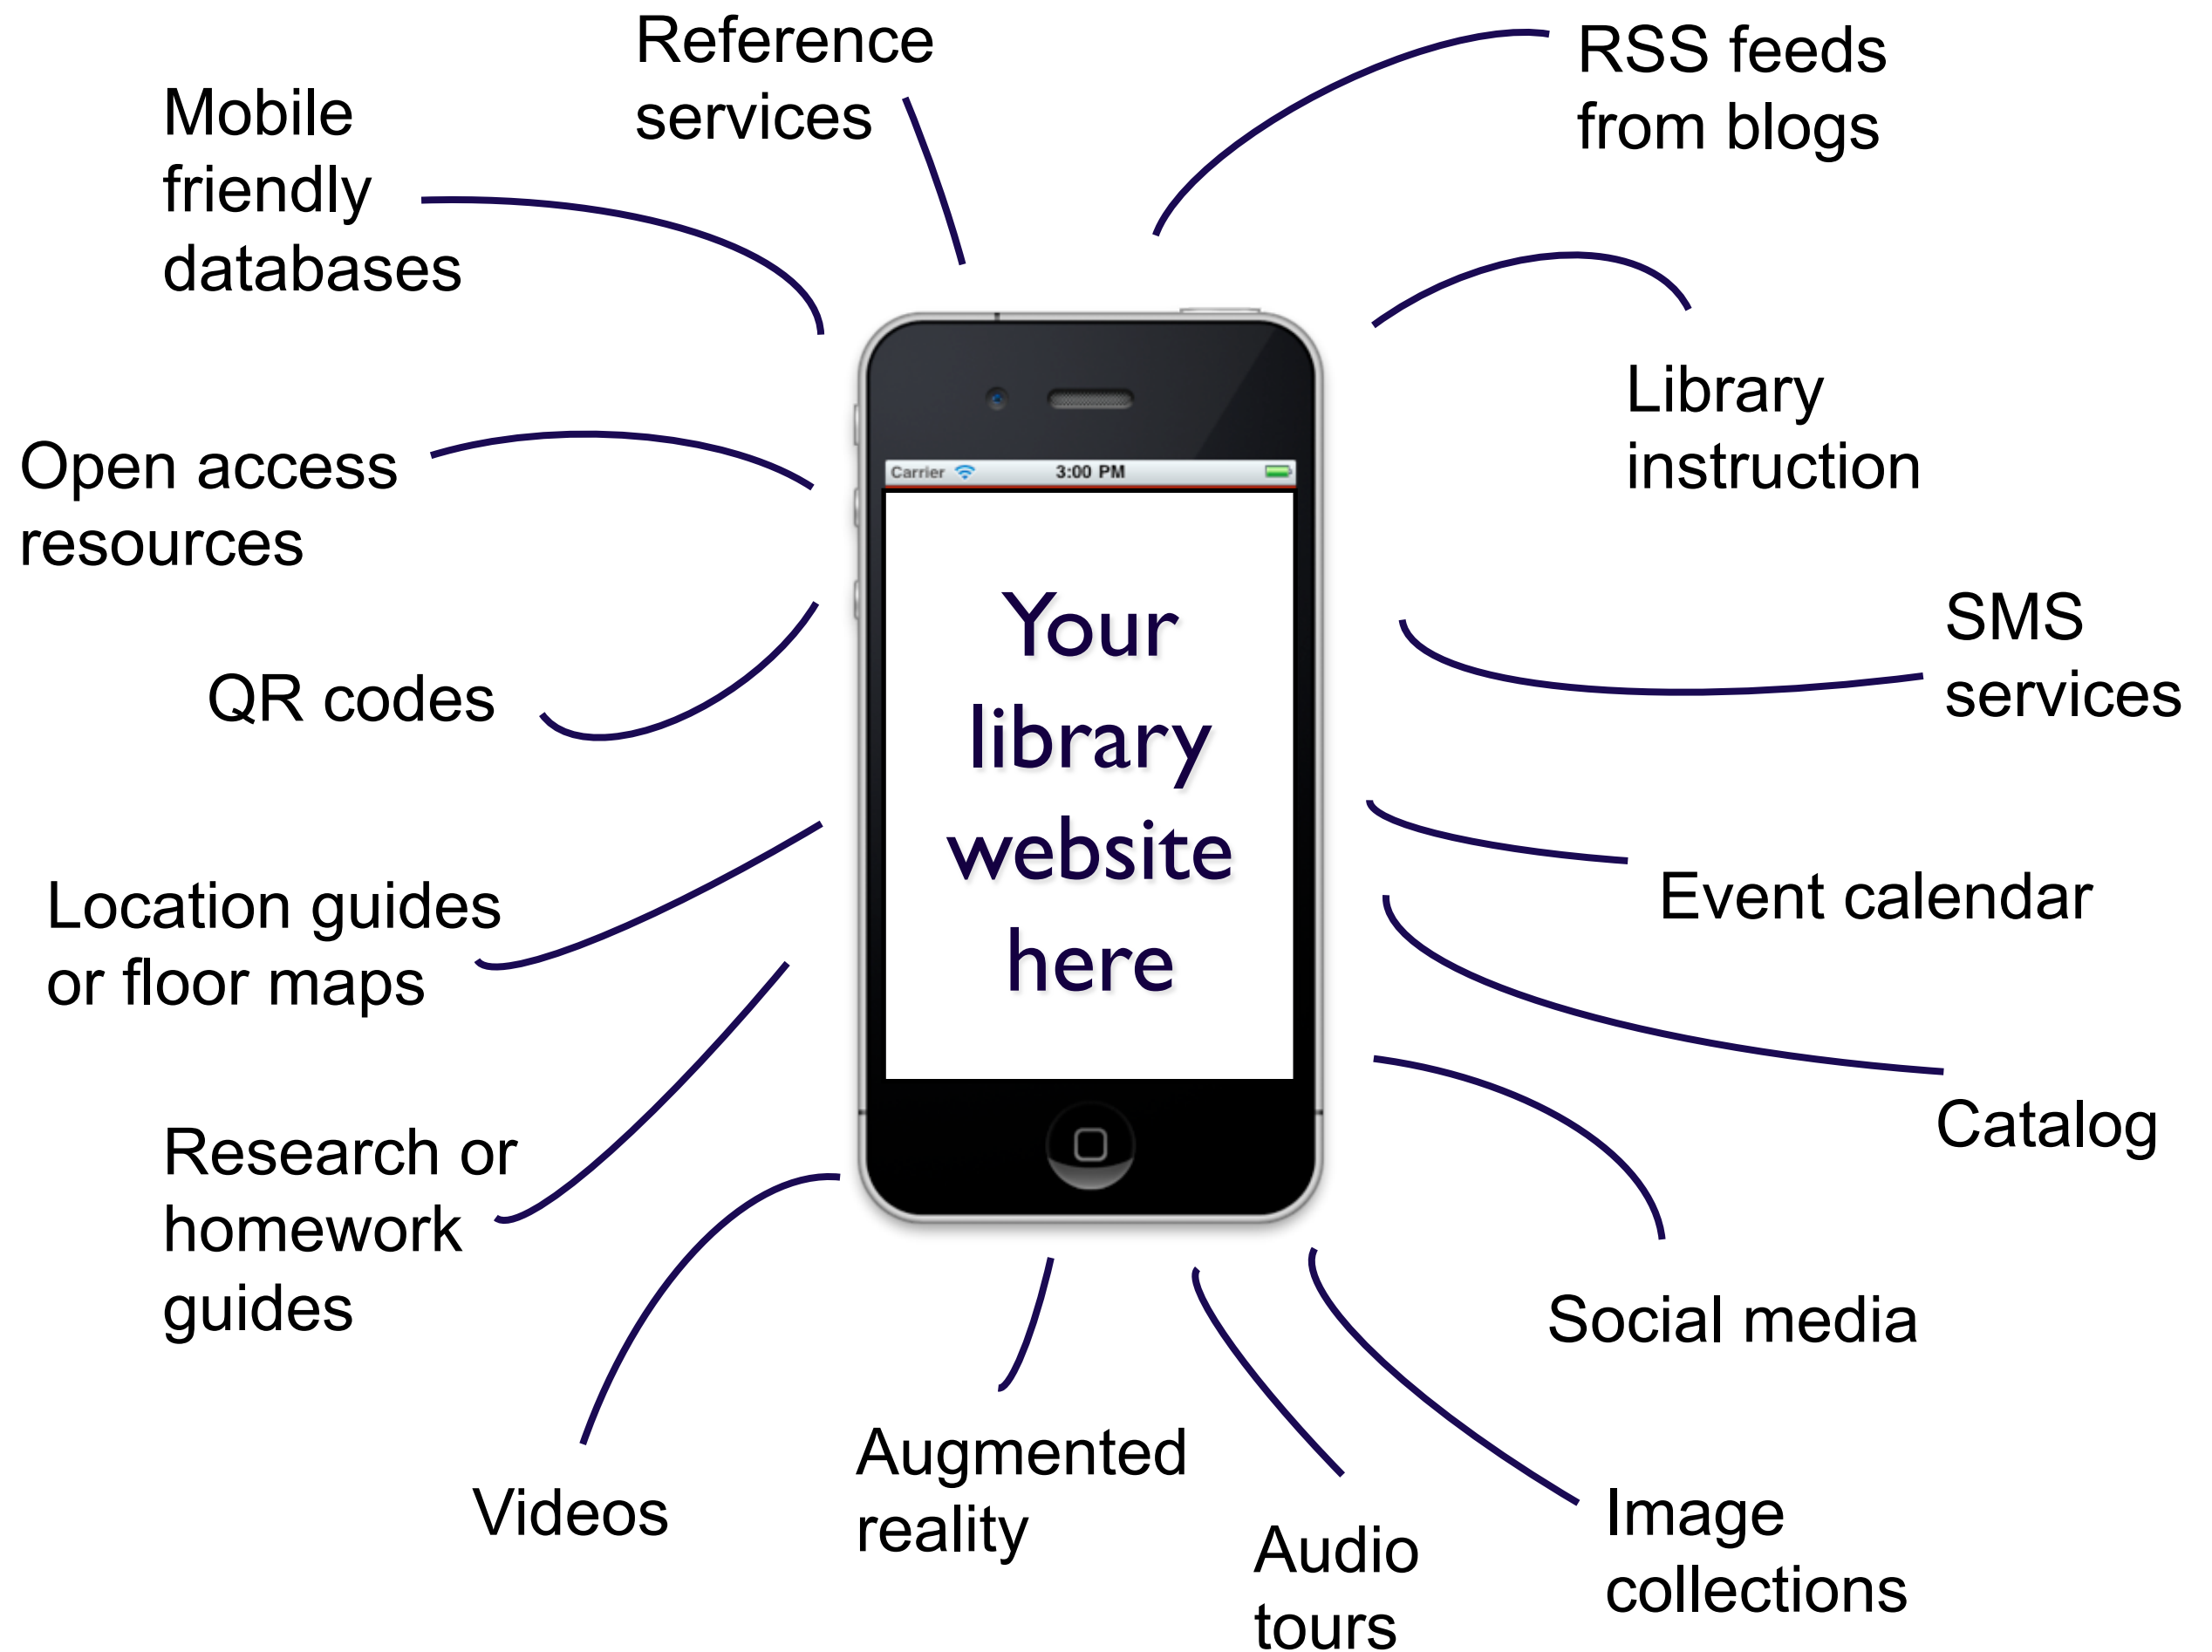 Reference
services
RSS feeds
from blogs
Mobile
friendly
databases
Library
instruction
Open access
resources
Carrier 3:00 PM
Your
library
website
here
SMS
services
QR codes
Event calendar
Location guides
or floor maps
Catalog
Research or
homework
guides
Social media
Videos
Augmented
reality
Audio
tours
Image
collections